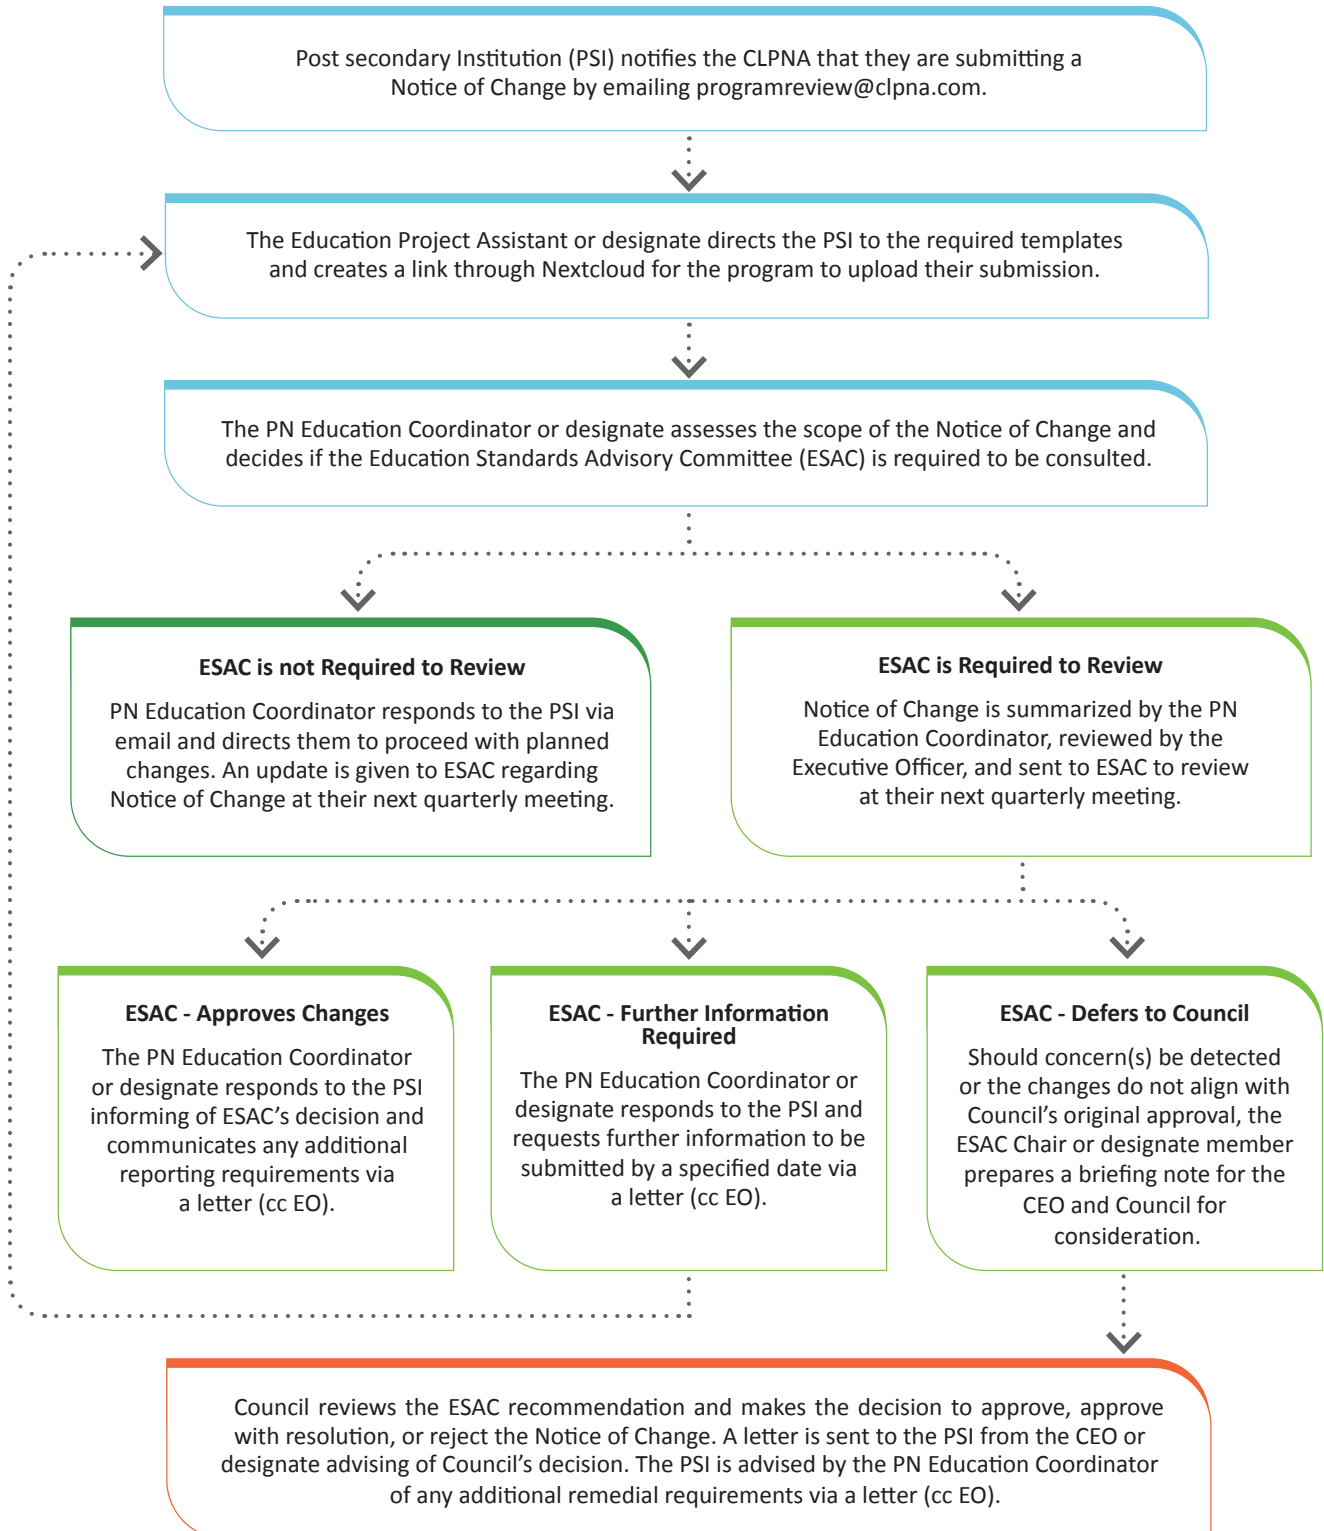 Post secondary Institution (PSI) notifies the CLPNA that they are submitting a
Notice of Change by emailing programreview@clpna.com.
The Education Project Assistant or designate directs the PSI to the required templates
and creates a link through Nextcloud for the program to upload their submission.
The PN Education Coordinator or designate assesses the scope of the Notice of Change and
decides if the Education Standards Advisory Committee (ESAC) is required to be consulted.
ESAC is not Required to Review
PN Education Coordinator responds to the PSI via
email and directs them to proceed with planned
changes. An update is given to ESAC regarding
Notice of Change at their next quarterly meeting.
ESAC is Required to Review
Notice of Change is summarized by the PN
Education Coordinator, reviewed by the
Executive Officer, and sent to ESAC to review
at their next quarterly meeting.
ESAC - Approves Changes
The PN Education Coordinator
or designate responds to the PSI
informing of ESAC’s decision and
communicates any additional
reporting requirements via
a letter (cc EO).
ESAC - Further Information
Required
The PN Education Coordinator or
designate responds to the PSI and
requests further information to be
submitted by a specified date via
a letter (cc EO).
ESAC - Defers to Council
Should concern(s) be detected
or the changes do not align with
Council’s original approval, the
ESAC Chair or designate member
prepares a briefing note for the
CEO and Council for
consideration.
Council reviews the ESAC recommendation and makes the decision to approve, approve
with resolution, or reject the Notice of Change. A letter is sent to the PSI from the CEO or
designate advising of Council’s decision. The PSI is advised by the PN Education Coordinator
of any additional remedial requirements via a letter (cc EO).